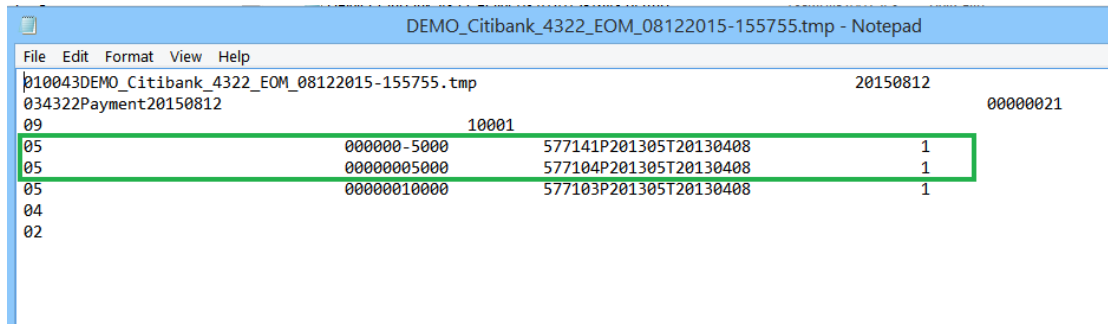 DEMO_Citibank_4322_EOM_08122015-155755.tmp - Notepad
File Edit Format View Help
010043DEMO_Citibank_4322_EOM_08122015-155755.tmp 20150812
034322Payment20150812 00000021
09 10001
05 000000-5000 577141P201305T20130408 1
05 00000005000 577104P201305T20130408 1
05 00000010000 577103P201305T20130408 1
04
02